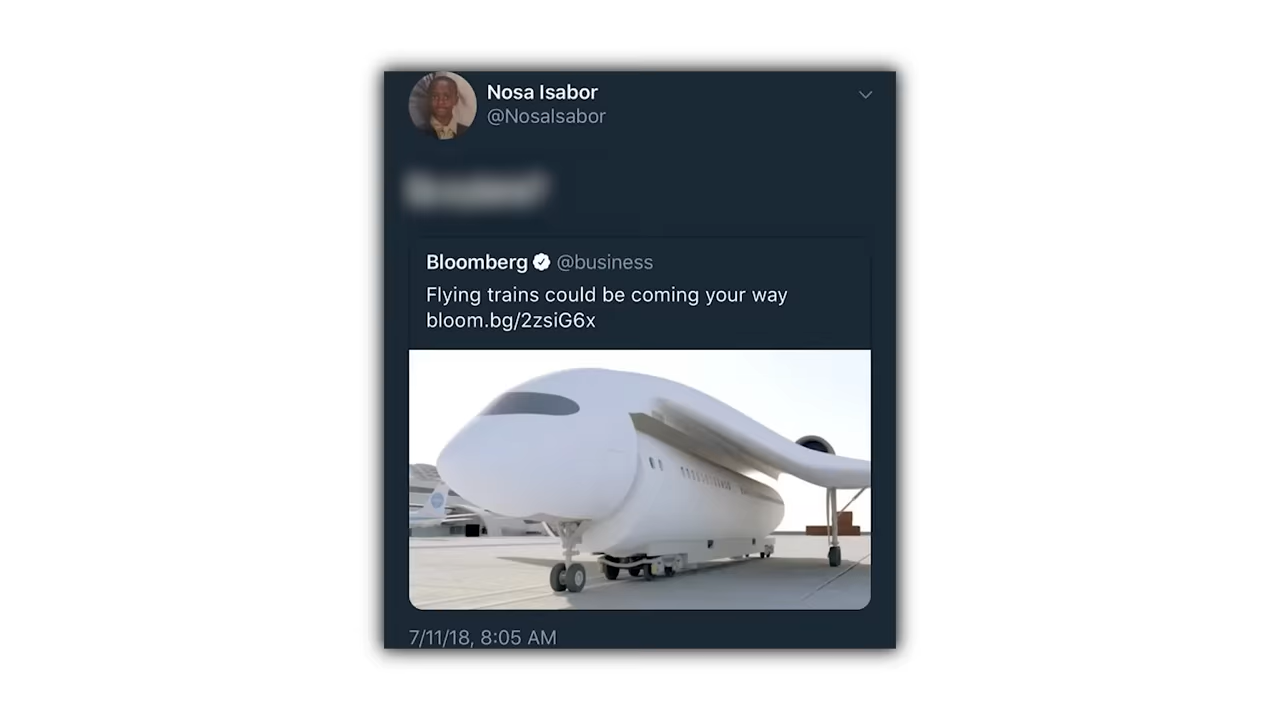 Nosa Isabor
@NosaIsabor
Bloomberg @business
Flying trains could be coming your way
bloom.bg/2zsiG6x
7/11/18, 8:05 AM